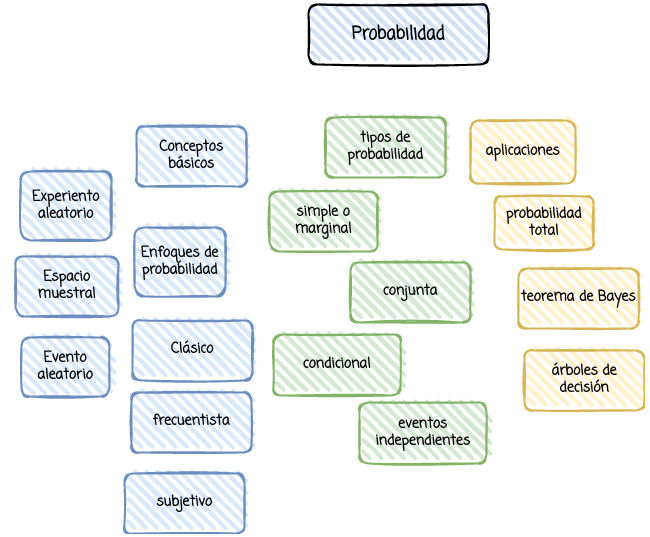 Probabilidad
Conceptos
básicos
Experiento
aleatorio
Espacio
muestral
Evento
aleatorio
Enfoques de
probabilidad
Clásico
frecuentista
subjetivo
tipos de
probabilidad
simple o
marginal
conjunta
condicional
eventos
independientes
aplicaciones
probabilidad
total
teorema de Bayes
árboles de
decisión